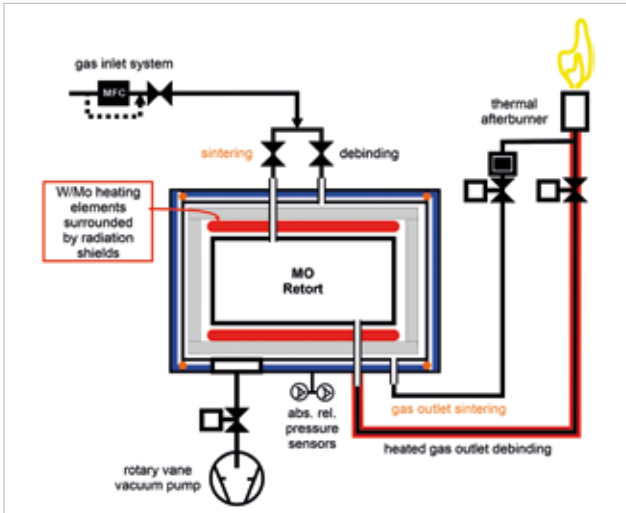 gas inlet system
MFC
thermal
afterburner
sintering
debinding
W/Mo heating
elements
surrounded
by radiation
shields
MO
Retort
gas outlet sintering
abs. rel.
pressure
sensors
heated gas outlet debinding
rotary vane
vacuum pump